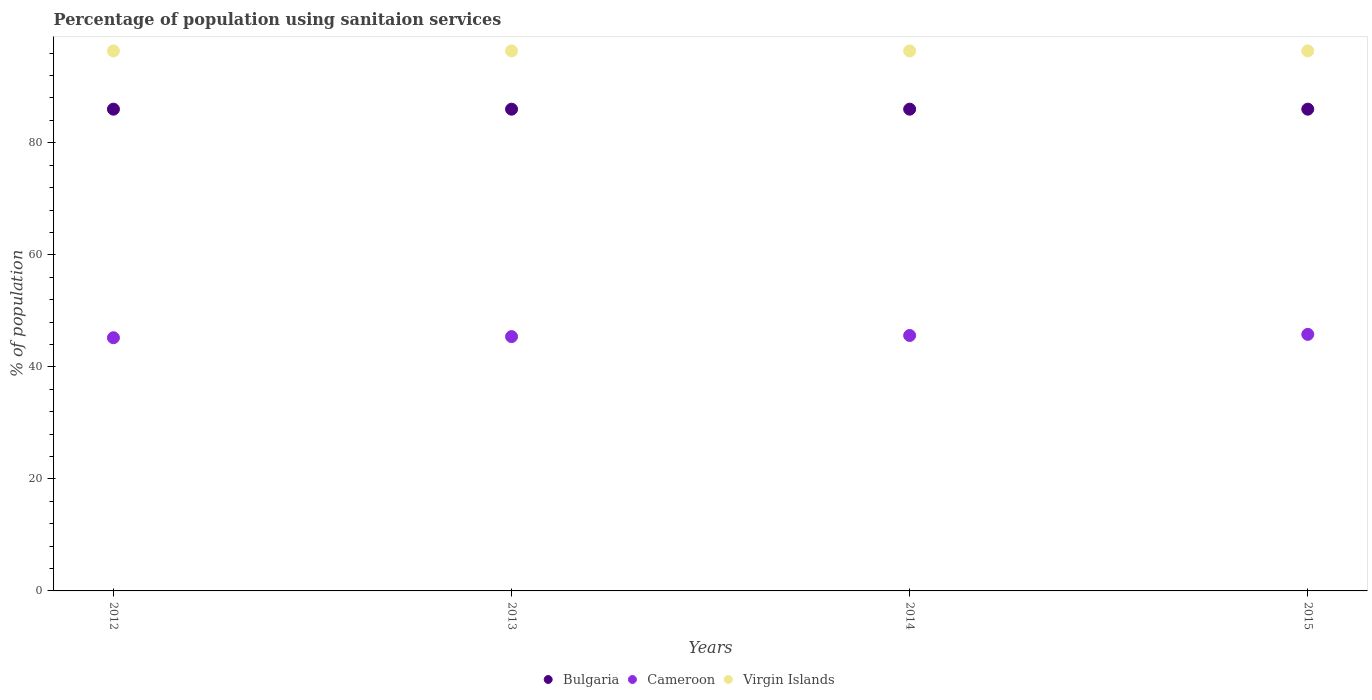 Percentage of population using sanitaion services
% of population
80
60
40
20
0
2012
2013
2014
2015
Years
Bulgaria
Cameroon
Virgin Islands